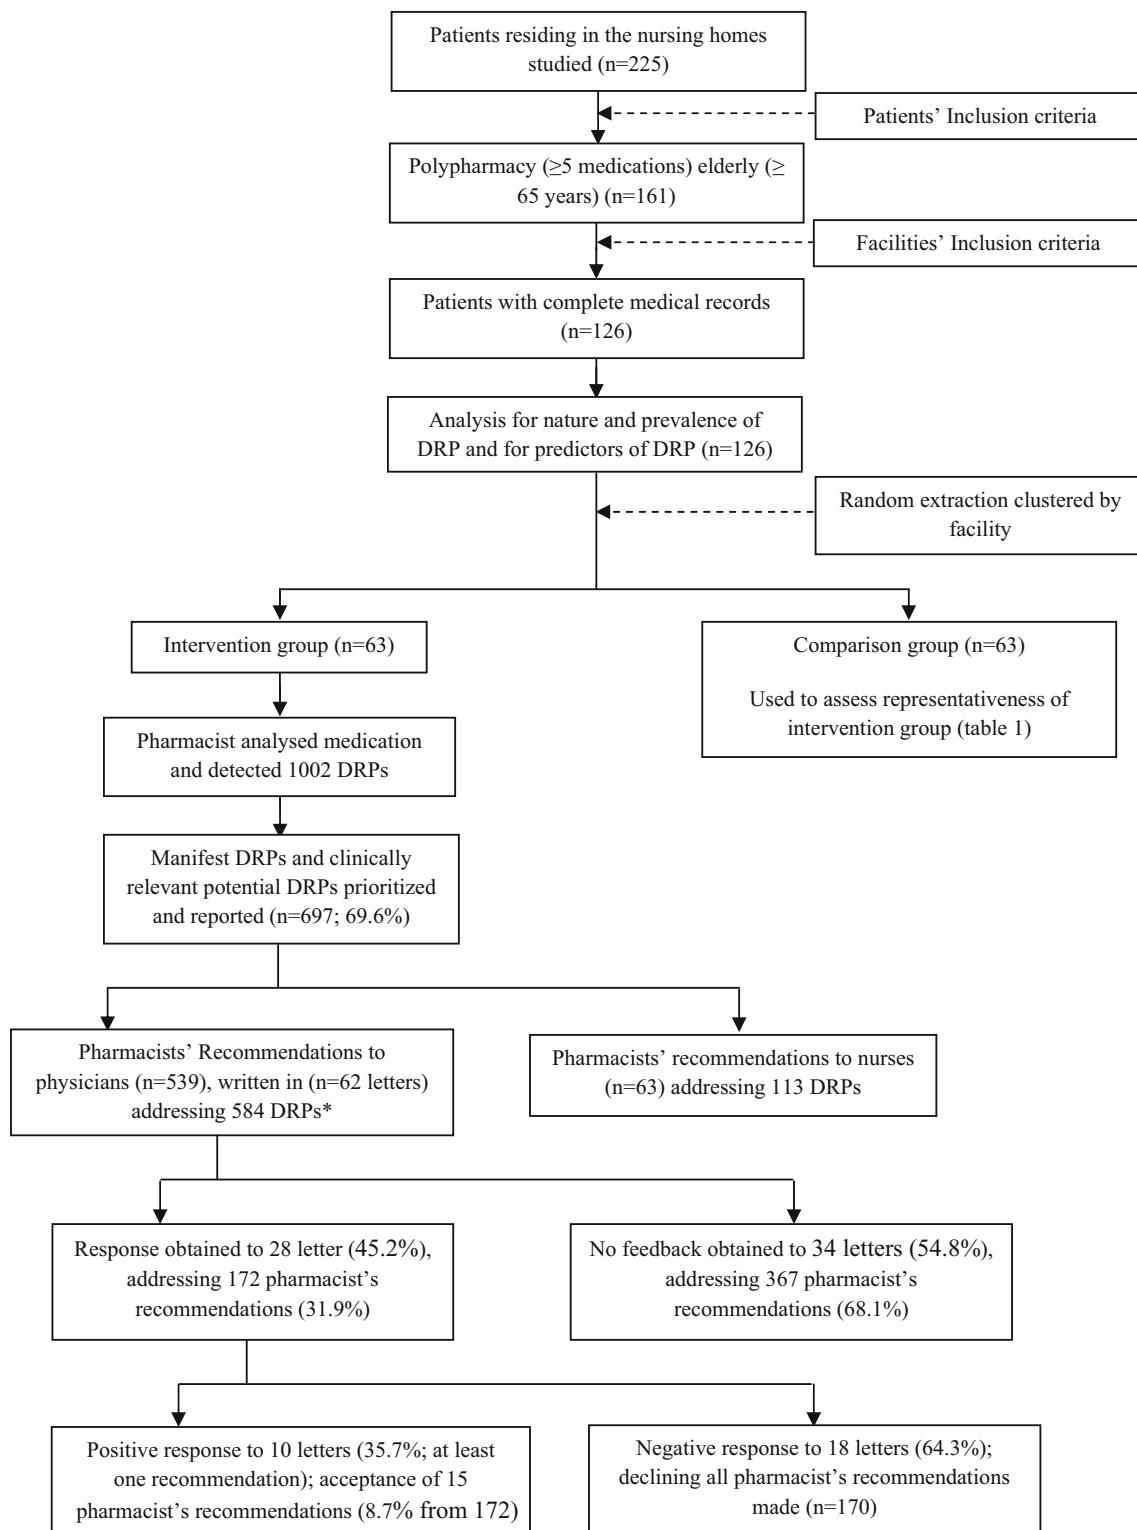 Patients residing in the nursing homes
studied (n=225)
Patients’ Inclusion criteria
Polypharmacy (≥5 medications) elderly (≥
65 years) (n=161)
Facilities’ Inclusion criteria
Patients with complete medical records
(n=126)
Analysis for nature and prevalence of
DRP and for predictors of DRP (n=126)
Random extraction clustered by
facility
Intervention group (n=63)
Comparison group (n=63)
Used to assess representativeness of
intervention group (table 1)
Pharmacist analysed medication
and detected 1002 DRPs
Manifest DRPs and clinically
relevant potential DRPs prioritized
and reported (n=697; 69.6%)
Pharmacists’ Recommendations to
physicians (n=539), written in (n=62 letters)
addressing 584 DRPs*
Pharmacists’ recommendations to nurses
(n=63) addressing 113 DRPs
Response obtained to 28 letter (45.2%),
addressing 172 pharmacist’s
recommendations (31.9%)
No feedback obtained to 34 letters (54.8%),
addressing 367 pharmacist’s
recommendations (68.1%)
Positive response to 10 letters (35.7%; at least
one recommendation); acceptance of 15
pharmacist’s recommendations (8.7% from 172)
Negative response to 18 letters (64.3%);
declining all pharmacist’s recommendations
made (n=170)